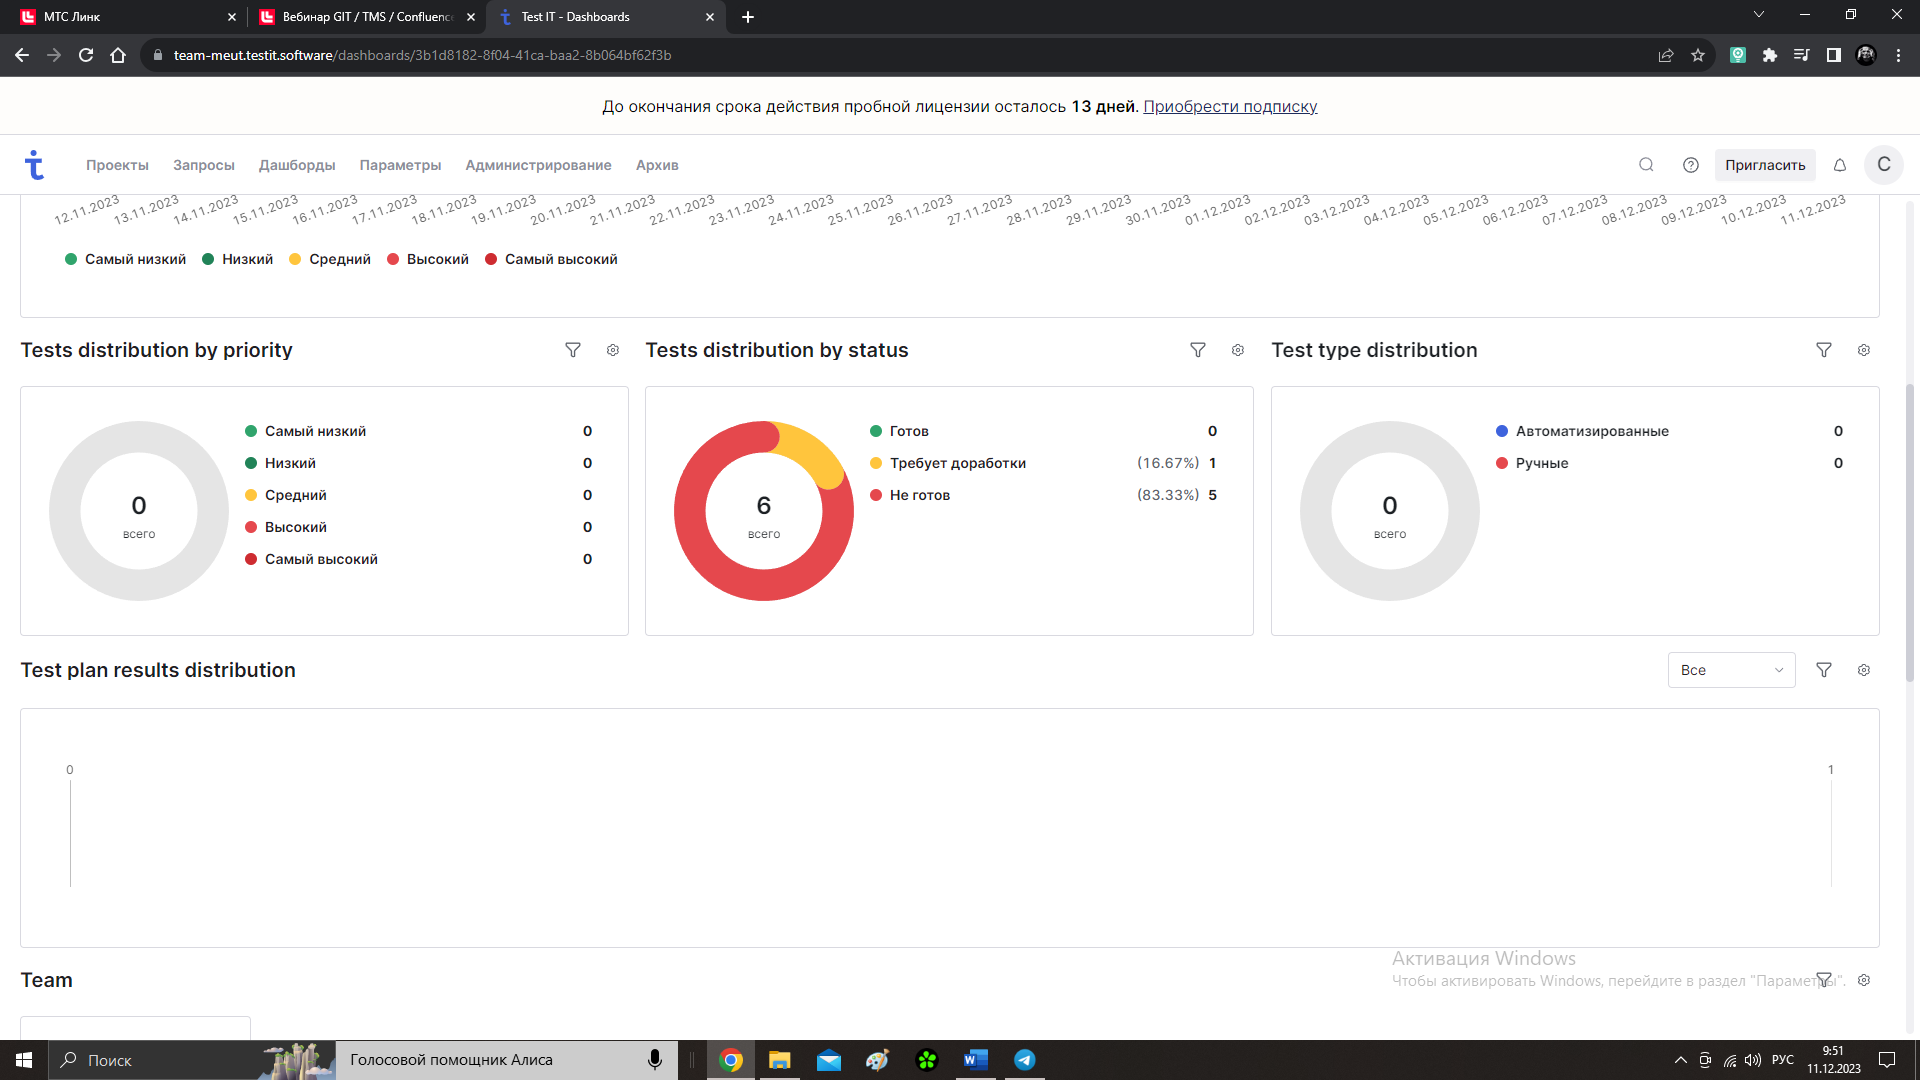 МТС Линк
Вебинар GIT / TMS / Confluence
Test IT - Dashboards
team-meut.testit.software/dashboards/3b1d8182-8f04-41ca-baa2-8b064bf62f3b
До окончания срока действия пробной лицензии осталось 13 дней. Приобрести подписку
Проекты Запросы Дашборды Параметры Администрирование Архив
Пригласить
C
12.11.2023 13.11.2023 14.11.2023 15.11.2023 16.11.2023 17.11.2023 18.11.2023 19.11.2023 20.11.2023 21.11.2023 22.11.2023 23.11.2023 24.11.2023 25.11.2023 26.11.2023 27.11.2023 28.11.2023 29.11.2023 30.11.2023 01.12.2023 02.12.2023 03.12.2023 04.12.2023 05.12.2023 06.12.2023 07.12.2023 08.12.2023 09.12.2023 10.12.2023 11.12.2023
Самый низкий Низкий Средний Высокий Самый высокий
Tests distribution by priority
0
всего
Самый низкий 0
Низкий 0
Средний 0
Высокий 0
Самый высокий 0
Tests distribution by status
6
всего
Готов 0
Требует доработки (16.67%) 1
Не готов (83.33%) 5
Test type distribution
0
всего
Автоматизированные 0
Ручные 0
Test plan results distribution
Все
0
1
Team
Активация Windows
Чтобы активировать Windows, перейдите в раздел "Параметры".
Поиск
Голосовой помощник Алиса
РУС
9:51
11.12.2023